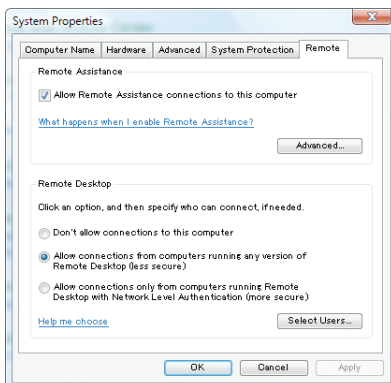 System Properties
Computer Name Hardware Advanced System Protection Remote
Remote Assistance
Allow Remote Assistance connections to this computer
What happens when I enable Remote Assistance?
Advanced...
Remote Desktop
Click an option, and then specify who can connect, if needed.
Don't allow connections to this computer
Allow connections from computers running any version of
Remote Desktop (less secure)
Allow connections only from computers running Remote
Desktop with Network Level Authentication (more secure)
Help me choose
Select Users...
OK Cancel Apply